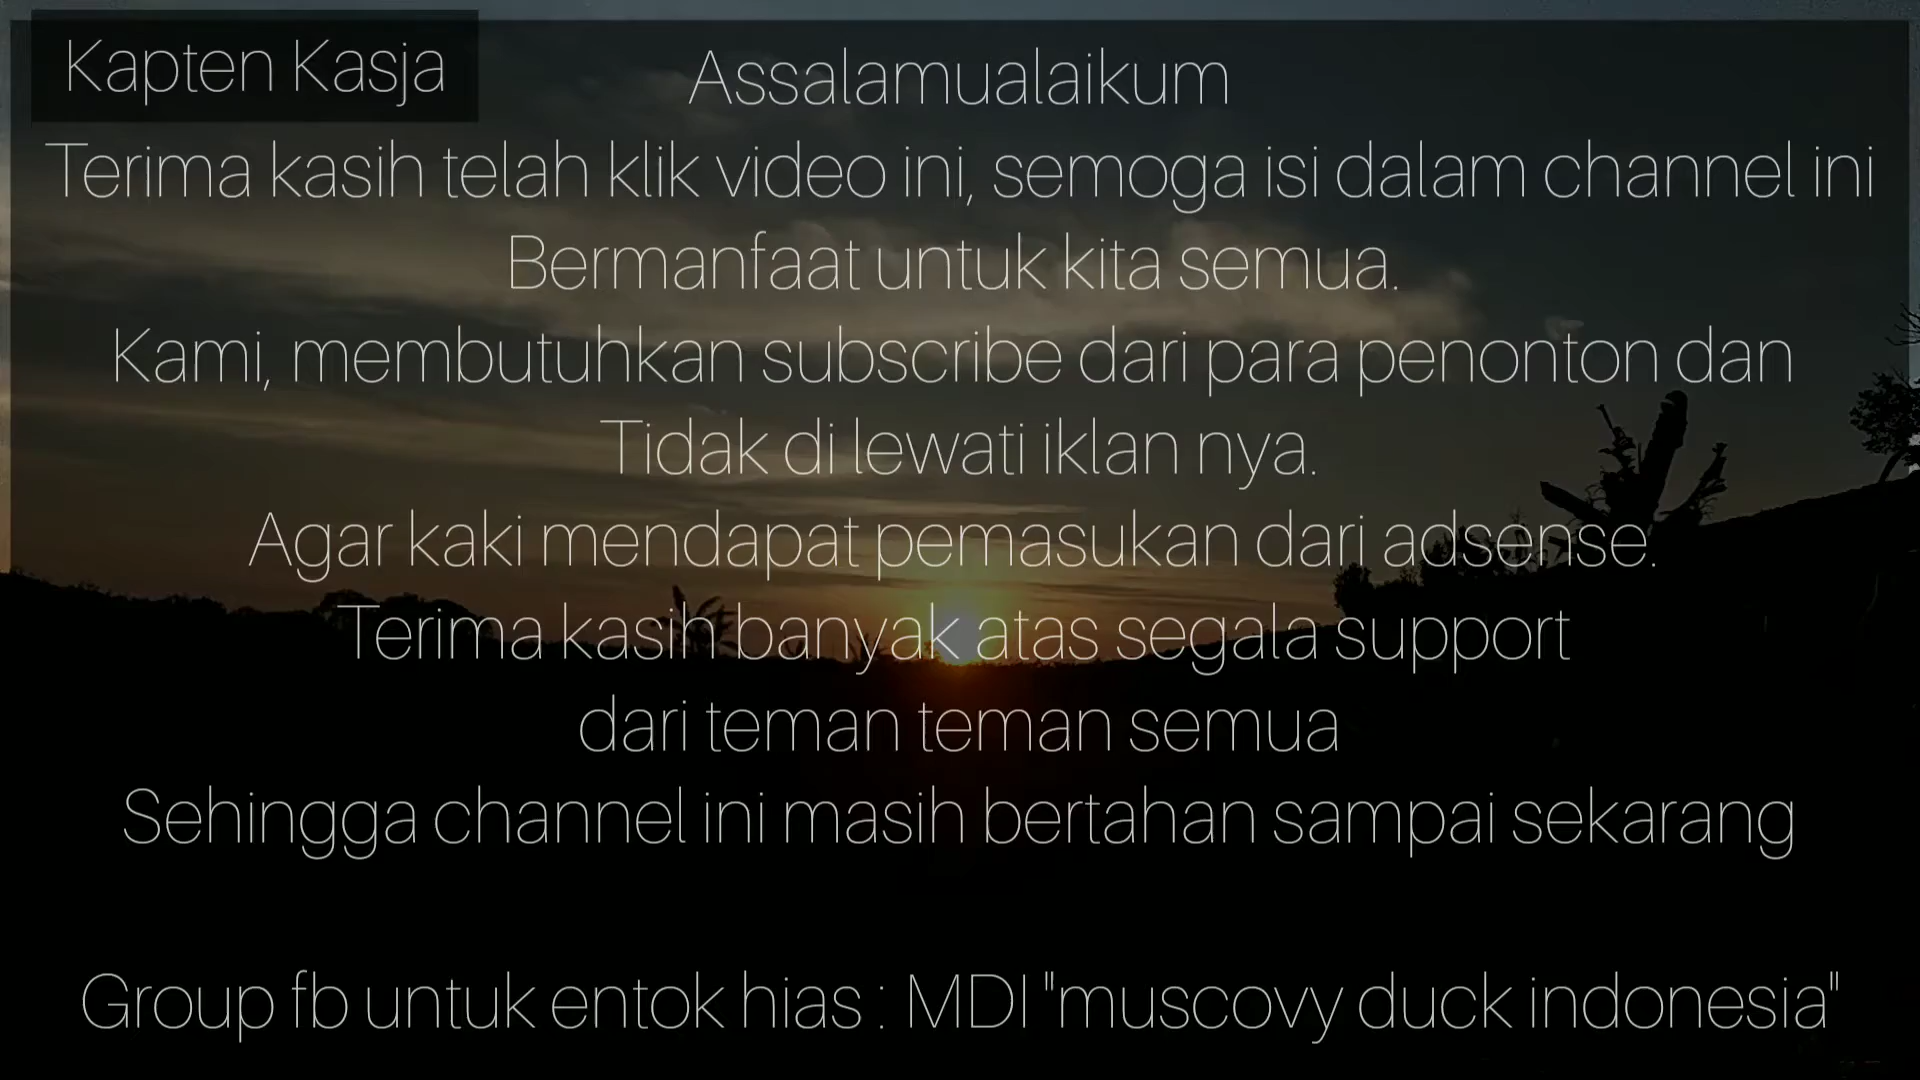 Kapten Kasja
Assalamualaikum
Terima kasih telah klik video ini, semoga isi dalam channel ini
Bermanfaat untuk kita semua.
Kami, membutuhkan subscribe dari para penonton dan
Tidak di lewati iklan nya.
Agar kaki mendapat pemasukan dari adsense.
Terima kasih banyak atas segala support
dari teman teman semua
Sehingga channel ini masih bertahan sampai sekarang
Group fb untuk entok hias : MDI "muscovy duck indonesia"